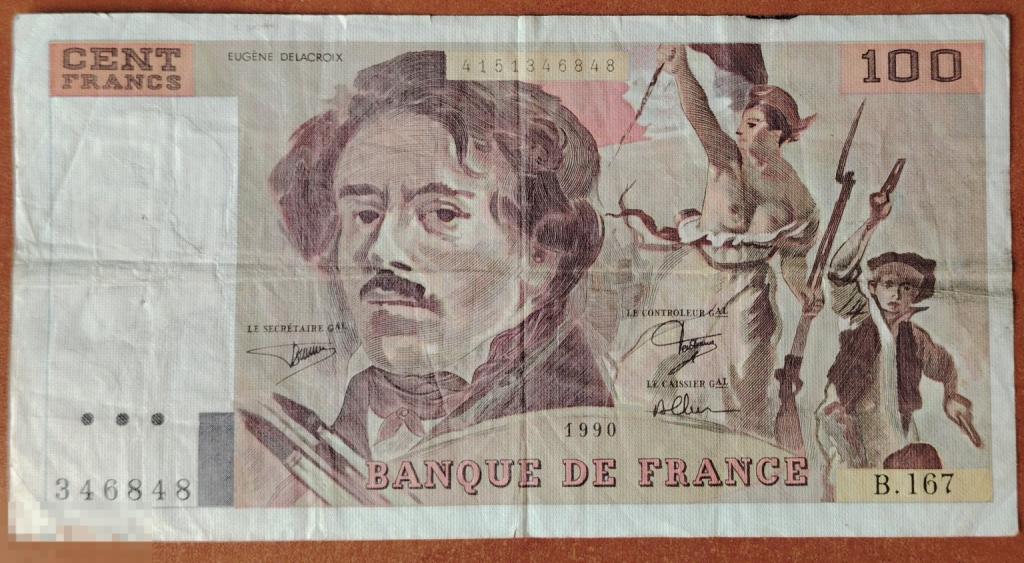 CENT
FRANCS
EUGÈNE DELACROIX
4151346848
100
LE SECRÉTAIRE GAL
LE CONTROLEUR GAL
LE CAISSIER GAL
1990
BANQUE DE FRANCE
346848
B.167